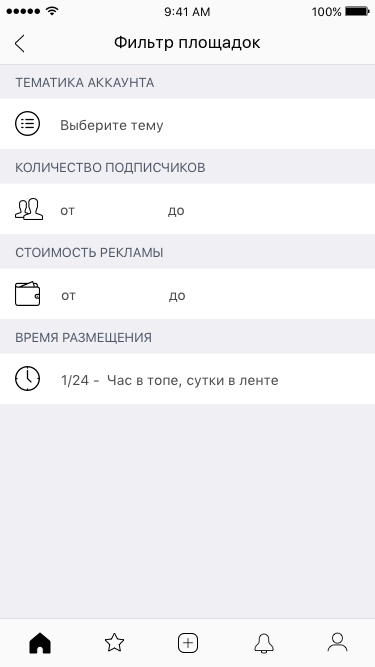 9:41 AM 100%
Фильтр площадок
ТЕМАТИКА АККАУНТА
Выберите тему
КОЛИЧЕСТВО ПОДПИСЧИКОВ
от до
СТОИМОСТЬ РЕКЛАМЫ
от до
ВРЕМЯ РАЗМЕЩЕНИЯ
1/24 - Час в топе, сутки в ленте